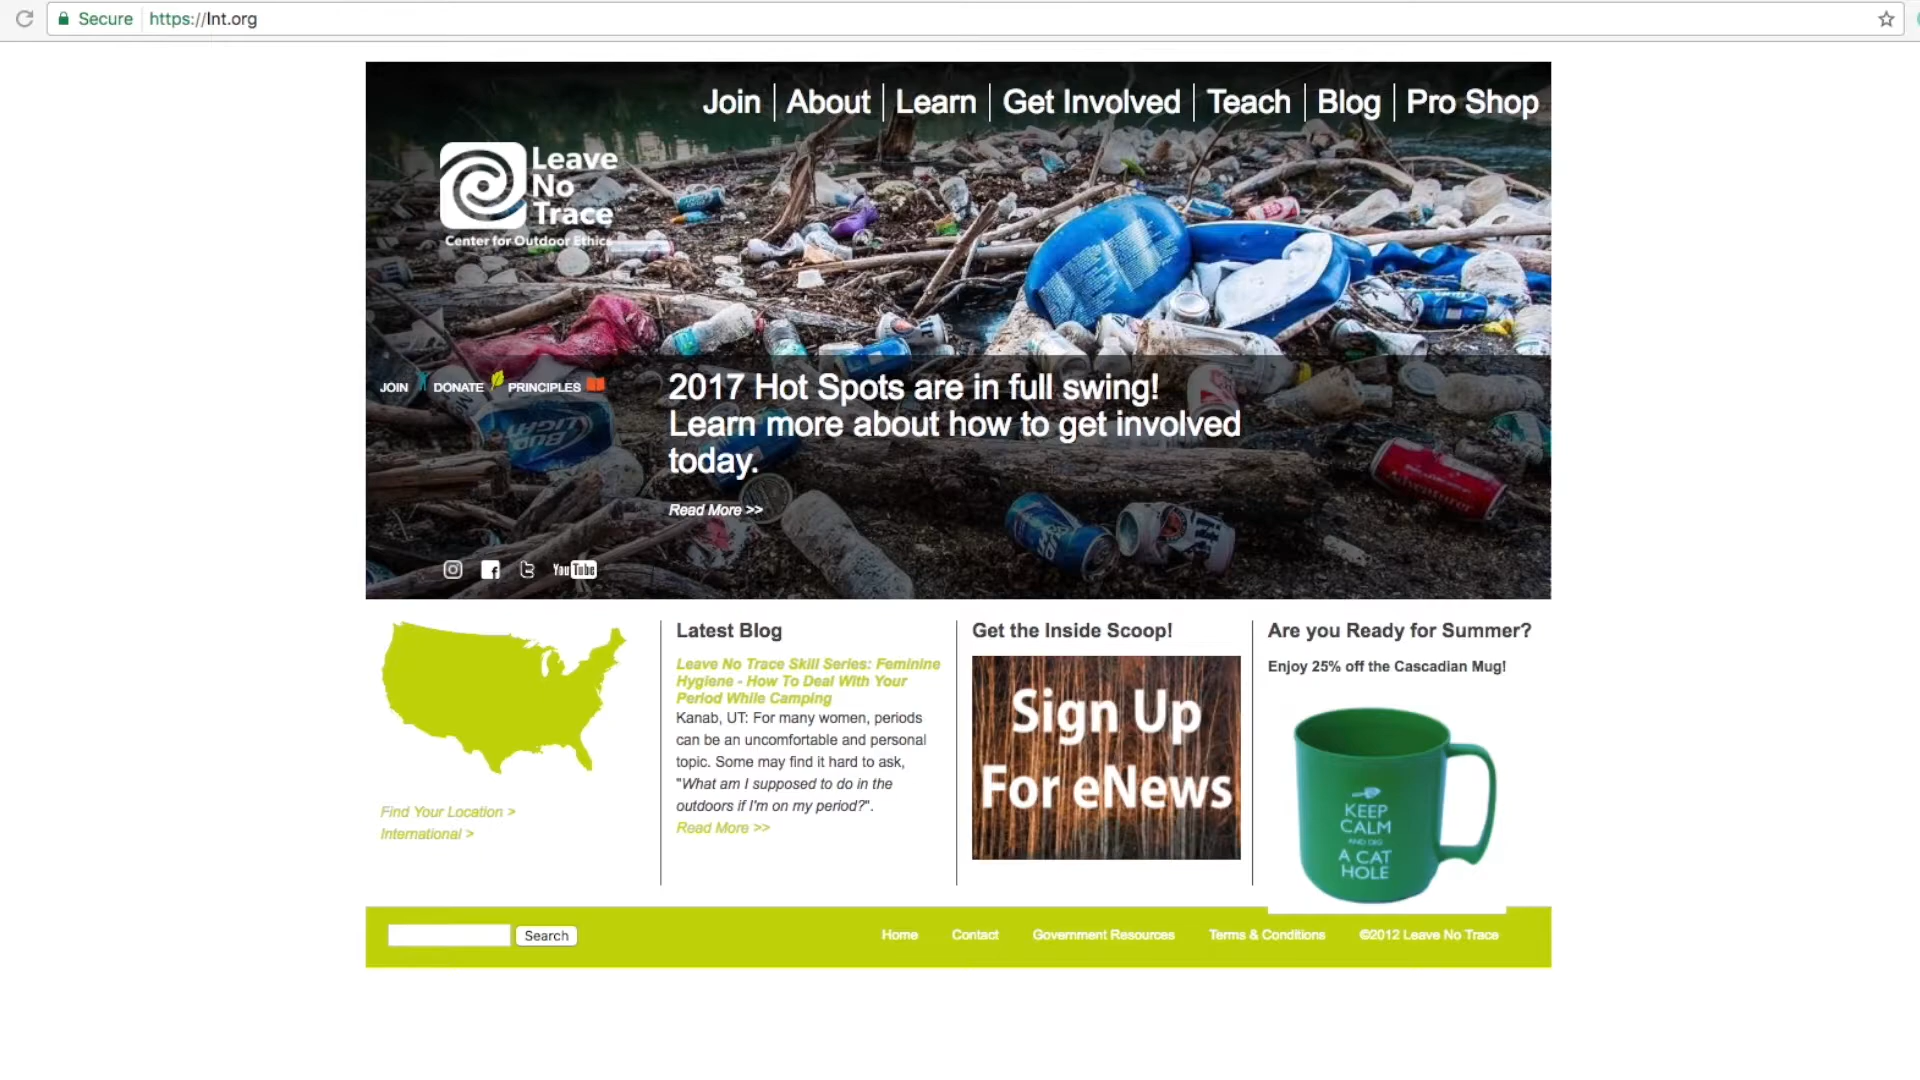 Secure https://lnt.org
Join About Learn Get Involved Teach Blog Pro Shop
Leave
No
Trace
Center for Outdoor Ethics
JOIN DONATE PRINCIPLES
2017 Hot Spots are in full swing!
Learn more about how to get involved
today.
Read More >>
BUD
LIGHT
You Tube
Find Your Location >
International >
Latest Blog
Leave No Trace Skill Series: Feminine
Hygiene - How To Deal With Your
Period While Camping
Kanab, UT: For many women, periods
can be an uncomfortable and personal
topic. Some may find it hard to ask,
"What am I supposed to do in the
outdoors if I'm on my period?".
Read More >>
Get the Inside Scoop!
Sign Up
For eNews
Are you Ready for Summer?
Enjoy 25% off the Cascadian Mug!
KEEP
CALM
AND DIG
A CAT
HOLE
Search
Home Contact Government Resources Terms & Conditions ©2012 Leave No Trace